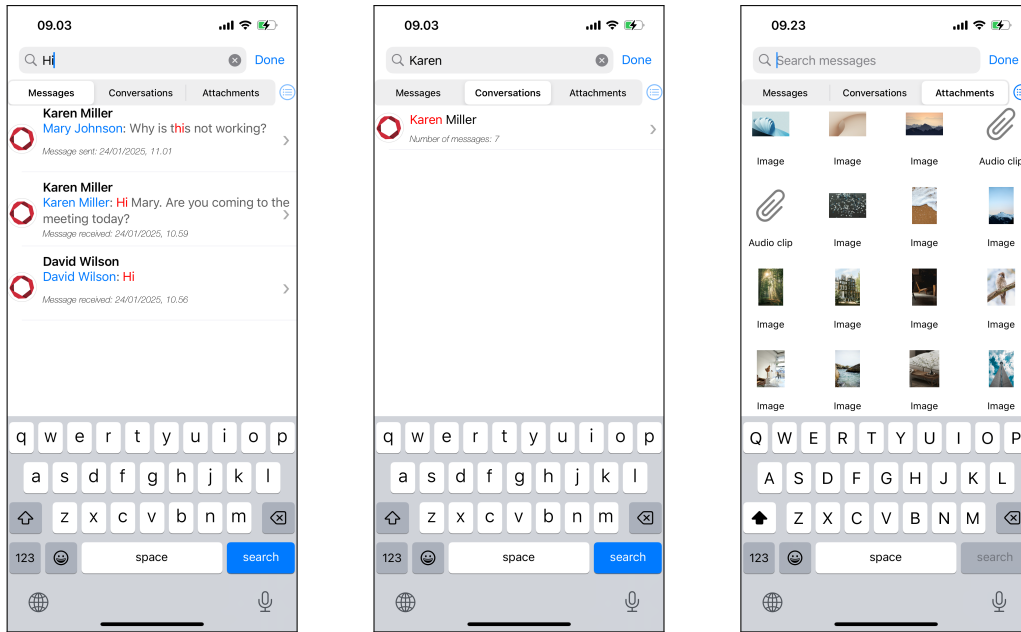 09.03
Hi
Done
Messages
Conversations
Attachments
Karen Miller
Mary Johnson: Why is this not working?
Message sent: 24/01/2025, 11.01
Karen Miller
Karen Miller: Hi Mary. Are you coming to the
meeting today?
Message received: 24/01/2025, 10.59
David Wilson
David Wilson: Hi
Message received: 24/01/2025, 10.56
q w e r t y u i o p
a s d f g h j k l
z x c v b n m
123
space
search
09.03
Karen
Done
Messages
Conversations
Attachments
Karen Miller
Number of messages: 7
q w e r t y u i o p
a s d f g h j k l
z x c v b n m
123
space
search
09.23
Search messages
Done
Messages
Conversations
Attachments
Image Image Image Audio clip
Audio clip Image Image Image
Image Image Image Image
Image Image Image Image
Q W E R T Y U I O P
A S D F G H J K L
Z X C V B N M
123
space
search